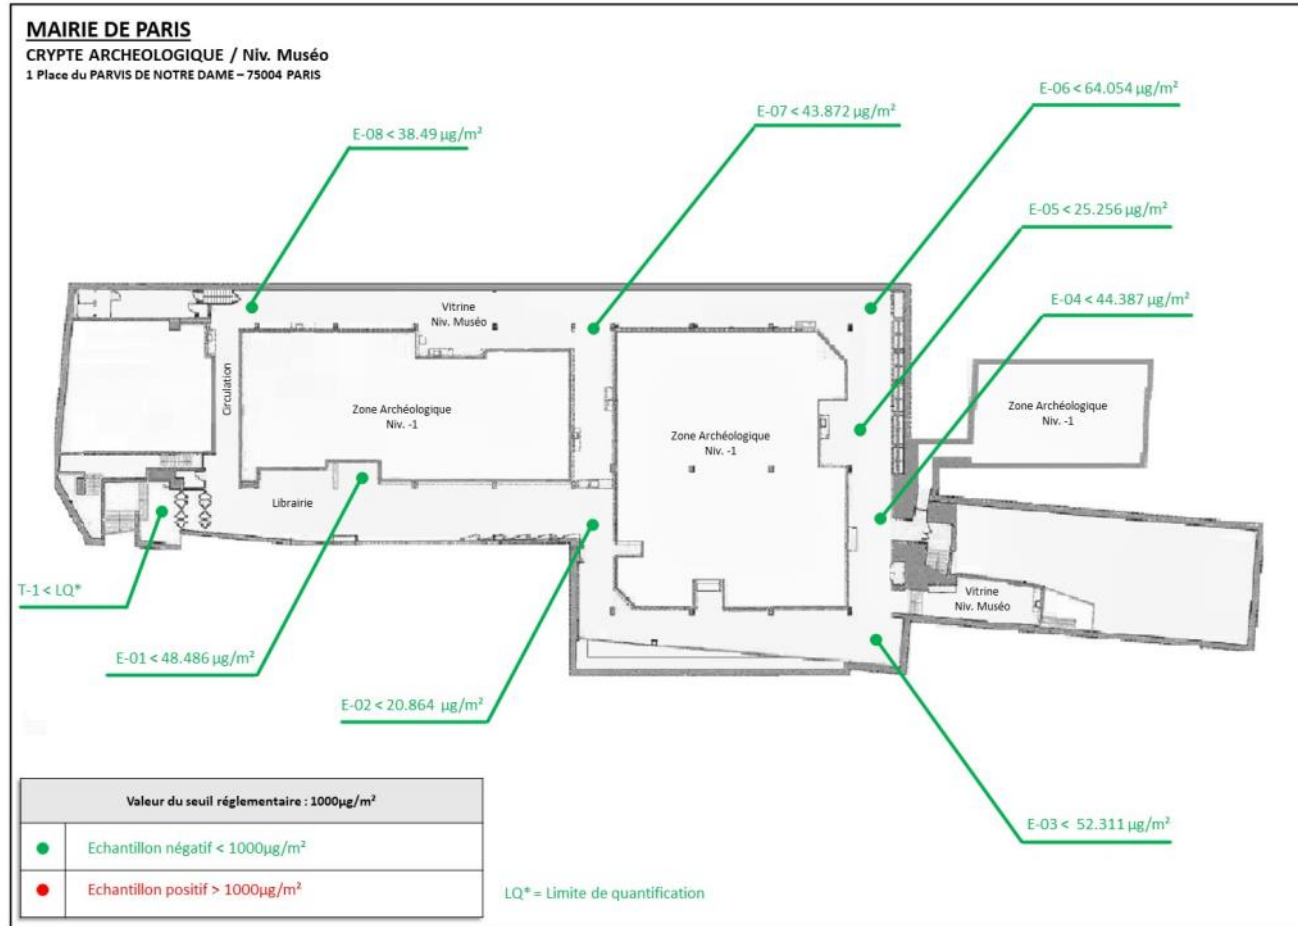 MAIRIE DE PARIS
CRYPTE ARCHEOLOGIQUE / Niv. Muséo
1 Place du PARVIS DE NOTRE DAME – 75004 PARIS
E-06 < 64.054 µg/m²
E-07 < 43.872 µg/m²
E-08 < 38.49 µg/m²
E-05 < 25.256 µg/m²
E-04 < 44.387 µg/m²
Vitrine
Niv. Muséo
Circulation
Zone Archéologique
Niv. -1
Zone Archéologique
Niv. -1
Zone Archéologique
Niv. -1
Librairie
Vitrine
Niv. Muséo
T-1 < LQ*
E-01 < 48.486 µg/m²
E-02 < 20.864 µg/m²
E-03 < 52.311 µg/m²
Valeur du seuil réglementaire : 1000µg/m²
Echantillon négatif < 1000µg/m²
Echantillon positif > 1000µg/m²
LQ* = Limite de quantification